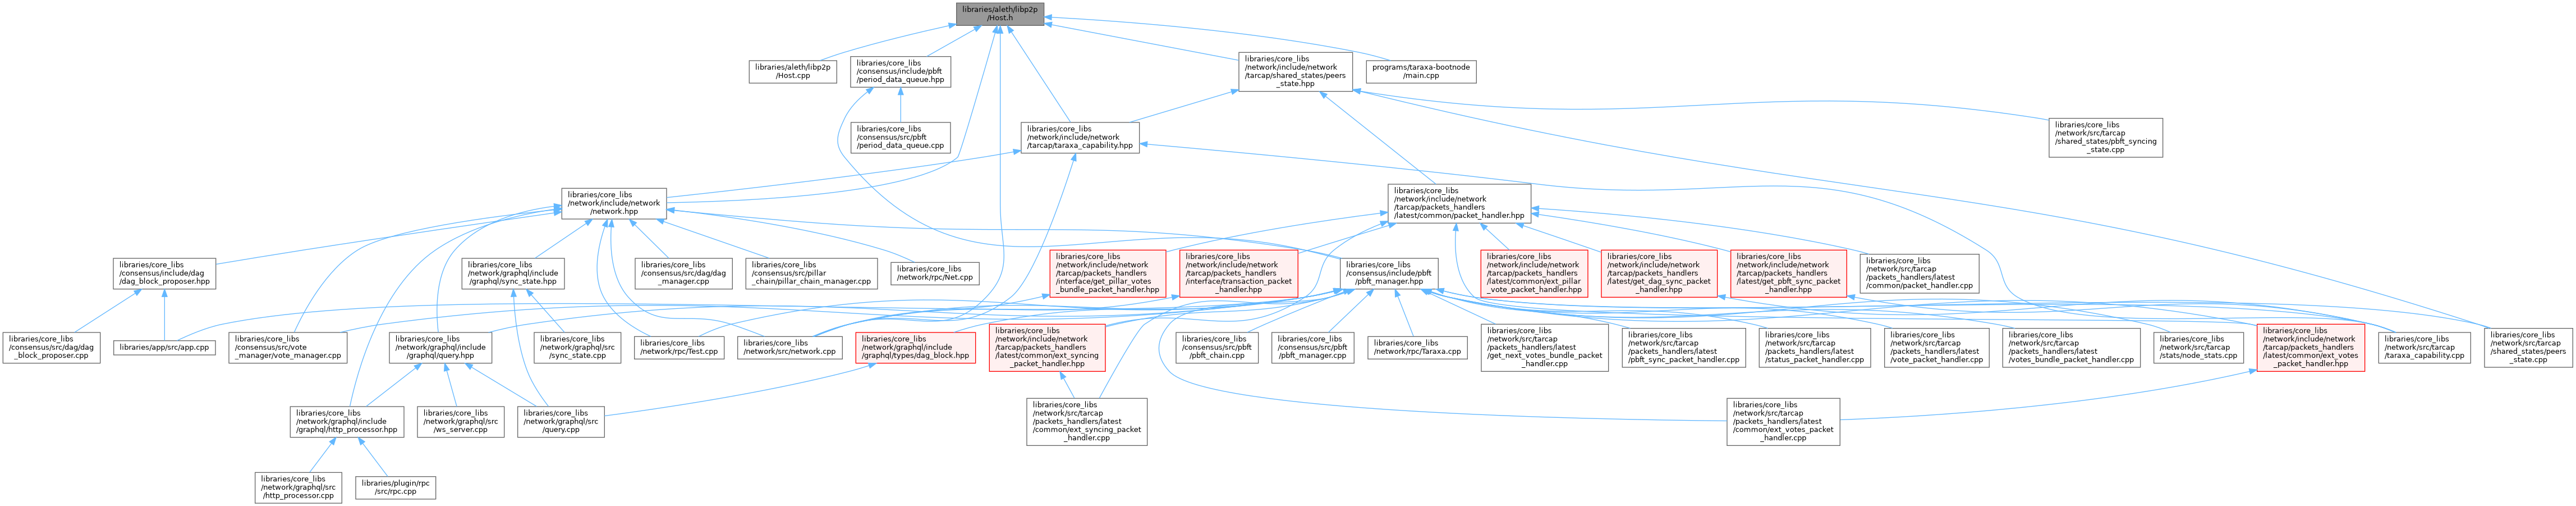 libraries/aleth/libp2p
/Host.h
libraries/aleth/libp2p
/Host.cpp
libraries/core_libs
/consensus/include/pbft
/period_data_queue.hpp
libraries/core_libs
/network/include/network
/tarcap/shared_states/peers
_state.hpp
programs/taraxa-bootnode
/main.cpp
libraries/core_libs
/consensus/src/pbft
/period_data_queue.cpp
libraries/core_libs
/network/include/network
/tarcap/taraxa_capability.hpp
libraries/core_libs
/network/src/tarcap
/shared_states/pbft_syncing
_state.cpp
libraries/core_libs
/network/include/network
/network.hpp
libraries/core_libs
/network/include/network
/tarcap/packets_handlers
/latest/common/packet_handler.hpp
libraries/core_libs
/consensus/include/dag
/dag_block_proposer.hpp
libraries/core_libs
/network/graphql/include
/graphql/sync_state.hpp
libraries/core_libs
/consensus/src/dag/dag
_manager.cpp
libraries/core_libs
/consensus/src/pillar
_chain/pillar_chain_manager.cpp
libraries/core_libs
/network/rpc/Net.cpp
libraries/core_libs
/network/include/network
/tarcap/packets_handlers
/interface/get_pillar_votes
_bundle_packet_handler.hpp
libraries/core_libs
/network/include/network
/tarcap/packets_handlers
/interface/transaction_packet
_handler.hpp
libraries/core_libs
/consensus/include/pbft
/pbft_manager.hpp
libraries/core_libs
/network/include/network
/tarcap/packets_handlers
/latest/common/ext_pillar
_vote_packet_handler.hpp
libraries/core_libs
/network/include/network
/tarcap/packets_handlers
/latest/get_dag_sync_packet
_handler.hpp
libraries/core_libs
/network/include/network
/tarcap/packets_handlers
/latest/get_pbft_sync_packet
_handler.hpp
libraries/core_libs
/network/src/tarcap
/packets_handlers/latest
/common/packet_handler.cpp
libraries/core_libs
/consensus/src/dag/dag
_block_proposer.cpp
libraries/app/src/app.cpp
libraries/core_libs
/consensus/src/vote
_manager/vote_manager.cpp
libraries/core_libs
/network/graphql/include
/graphql/query.hpp
libraries/core_libs
/network/graphql/src
/sync_state.cpp
libraries/core_libs
/network/rpc/Test.cpp
libraries/core_libs
/network/src/network.cpp
libraries/core_libs
/network/graphql/include
/graphql/types/dag_block.hpp
libraries/core_libs
/network/include/network
/tarcap/packets_handlers
/latest/common/ext_syncing
_packet_handler.hpp
libraries/core_libs
/consensus/src/pbft
/pbft_chain.cpp
libraries/core_libs
/consensus/src/pbft
/pbft_manager.cpp
libraries/core_libs
/network/rpc/Taraxa.cpp
libraries/core_libs
/network/src/tarcap
/packets_handlers/latest
/get_next_votes_bundle_packet
_handler.cpp
libraries/core_libs
/network/src/tarcap
/packets_handlers/latest
/pbft_sync_packet_handler.cpp
libraries/core_libs
/network/src/tarcap
/packets_handlers/latest
/status_packet_handler.cpp
libraries/core_libs
/network/src/tarcap
/packets_handlers/latest
/vote_packet_handler.cpp
libraries/core_libs
/network/src/tarcap
/packets_handlers/latest
/votes_bundle_packet_handler.cpp
libraries/core_libs
/network/src/tarcap
/stats/node_stats.cpp
libraries/core_libs
/network/include/network
/tarcap/packets_handlers
/latest/common/ext_votes
_packet_handler.hpp
libraries/core_libs
/network/src/tarcap
/taraxa_capability.cpp
libraries/core_libs
/network/src/tarcap
/shared_states/peers
_state.cpp
libraries/core_libs
/network/graphql/include
/graphql/http_processor.hpp
libraries/core_libs
/network/graphql/src
/ws_server.cpp
libraries/core_libs
/network/graphql/src
/query.cpp
libraries/core_libs
/network/src/tarcap
/packets_handlers/latest
/common/ext_syncing_packet
_handler.cpp
libraries/core_libs
/network/src/tarcap
/packets_handlers/latest
/common/ext_votes_packet
_handler.cpp
libraries/core_libs
/network/graphql/src
/http_processor.cpp
libraries/plugin/rpc
/src/rpc.cpp